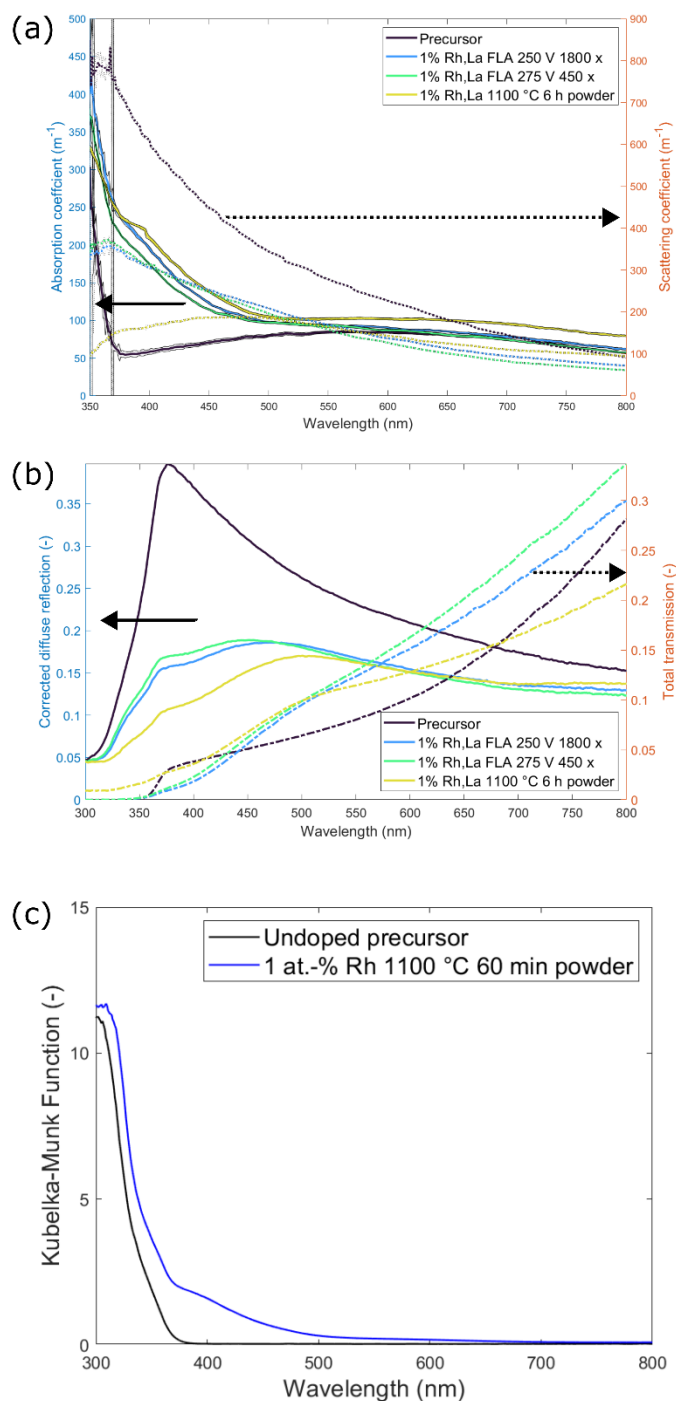 (a)
500
450
400
350
300
250
200
150
100
50
0
Absorption coeffcient (m⁻¹)
Precursor
1% Rh,La FLA 250 V 1800 x
1% Rh,La FLA 275 V 450 x
1% Rh,La 1100 °C 6 h powder
900
800
700
600
500
400
300
200
100
0
Scattering coefficient (m⁻¹)
350 400 450 500 550 600 650 700 750 800
Wavelength (nm)
(b)
0.35
0.3
0.25
0.2
0.15
0.1
0.05
0
Corrected diffuse reflection (-)
0.3
0.25
0.2
0.15
0.1
0.05
0
Total transmission (-)
Precursor
1% Rh,La FLA 250 V 1800 x
1% Rh,La FLA 275 V 450 x
1% Rh,La 1100 °C 6 h powder
300 350 400 450 500 550 600 650 700 750 800
Wavelength (nm)
(c)
15
10
5
0
Kubelka-Munk Function (-)
Undoped precursor
1 at.-% Rh 1100 °C 60 min powder
300 400 500 600 700 800
Wavelength (nm)